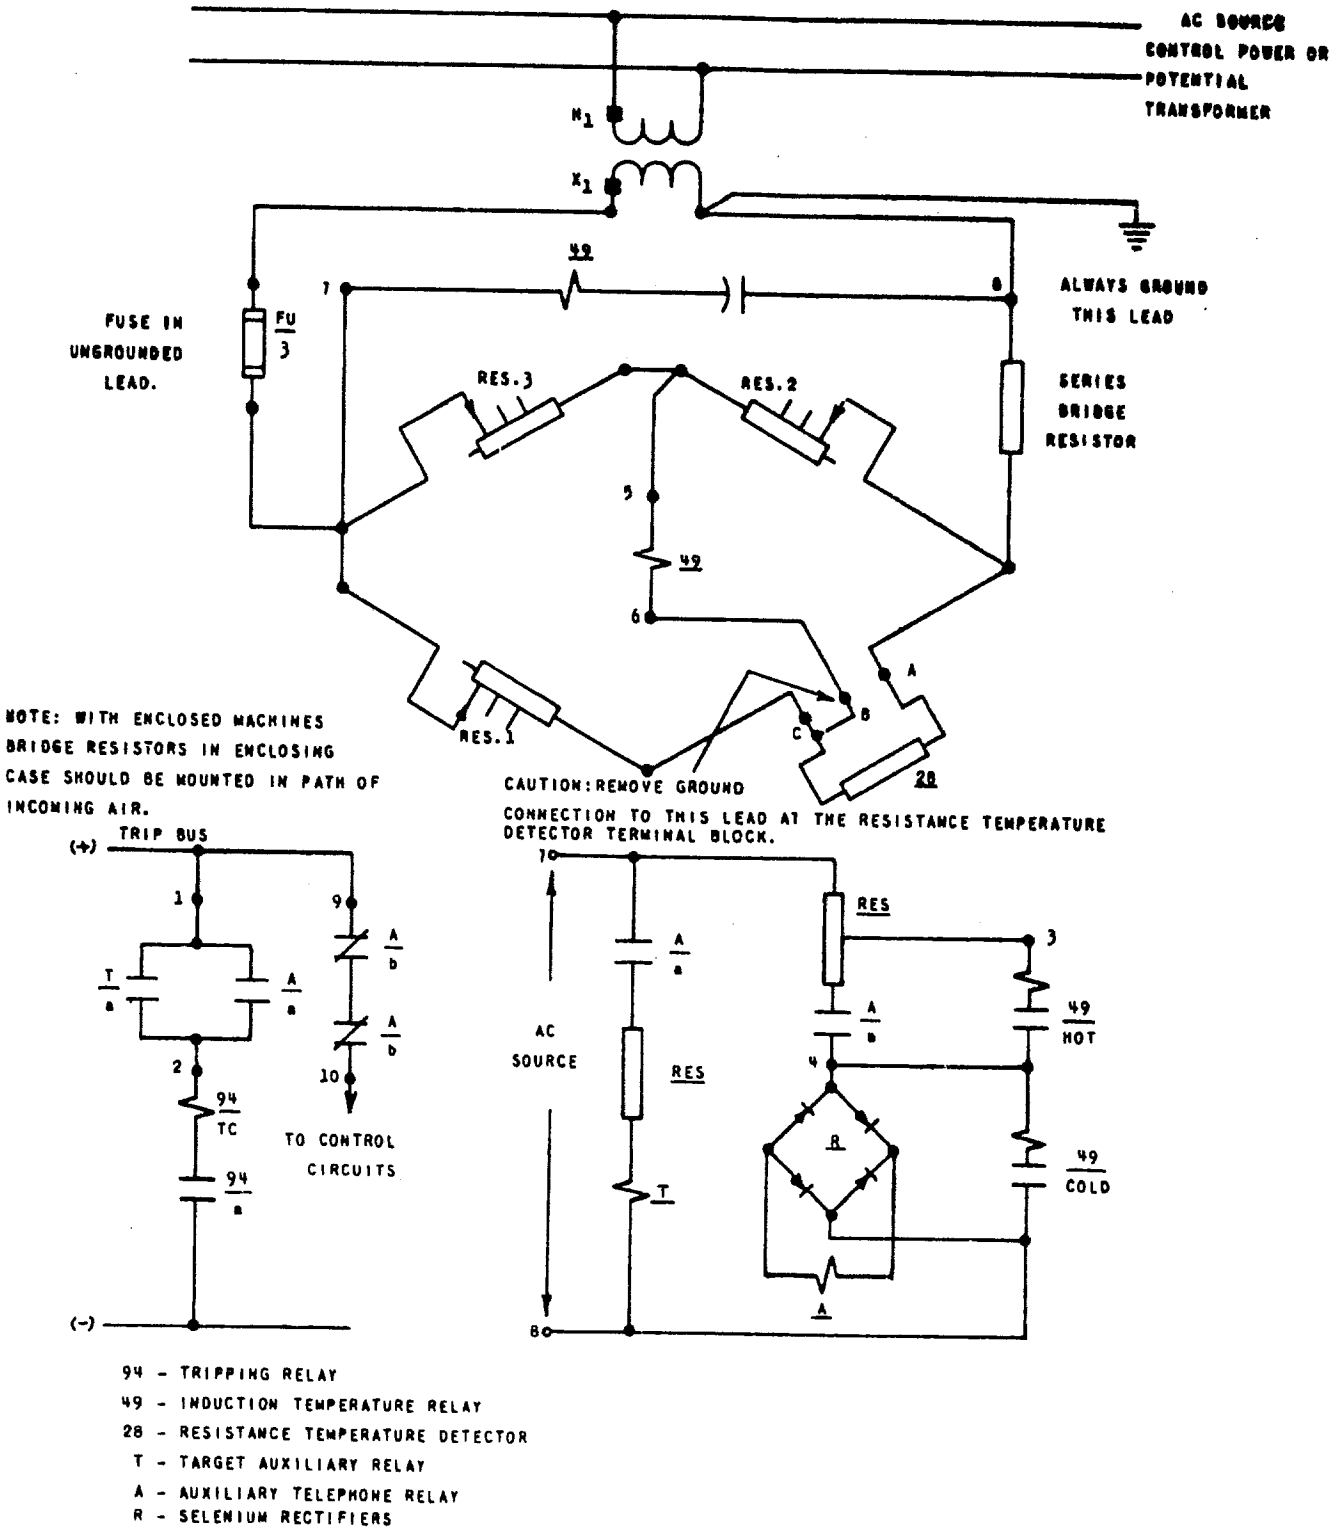 AC SOURCE
CONTROL POWER OR
POTENTIAL
TRANSFORMER
H1
X1
49
7
8
ALWAYS GROUND
THIS LEAD
FUSE IN
UNGROUNDED
LEAD.
FU
3
RES.3
RES.2
SERIES
BRIDGE
RESISTOR
5
49
6
A
B
C
RES.1
28
NOTE: WITH ENCLOSED MACHINES
BRIDGE RESISTORS IN ENCLOSING
CASE SHOULD BE MOUNTED IN PATH OF
INCOMING AIR.
CAUTION: REMOVE GROUND
CONNECTION TO THIS LEAD AT THE RESISTANCE TEMPERATURE
DETECTOR TERMINAL BLOCK.
TRIP BUS
(+)
1
9
A
b
T
a
A
a
A
b
2
10
94
TC
TO CONTROL
CIRCUITS
94
a
(-)
7
RES
3
A
a
AC
SOURCE
A
a
49
HOT
4
RES
R
49
COLD
T
A
8
94 - TRIPPING RELAY
49 - INDUCTION TEMPERATURE RELAY
28 - RESISTANCE TEMPERATURE DETECTOR
T - TARGET AUXILIARY RELAY
A - AUXILIARY TELEPHONE RELAY
R - SELENIUM RECTIFIERS